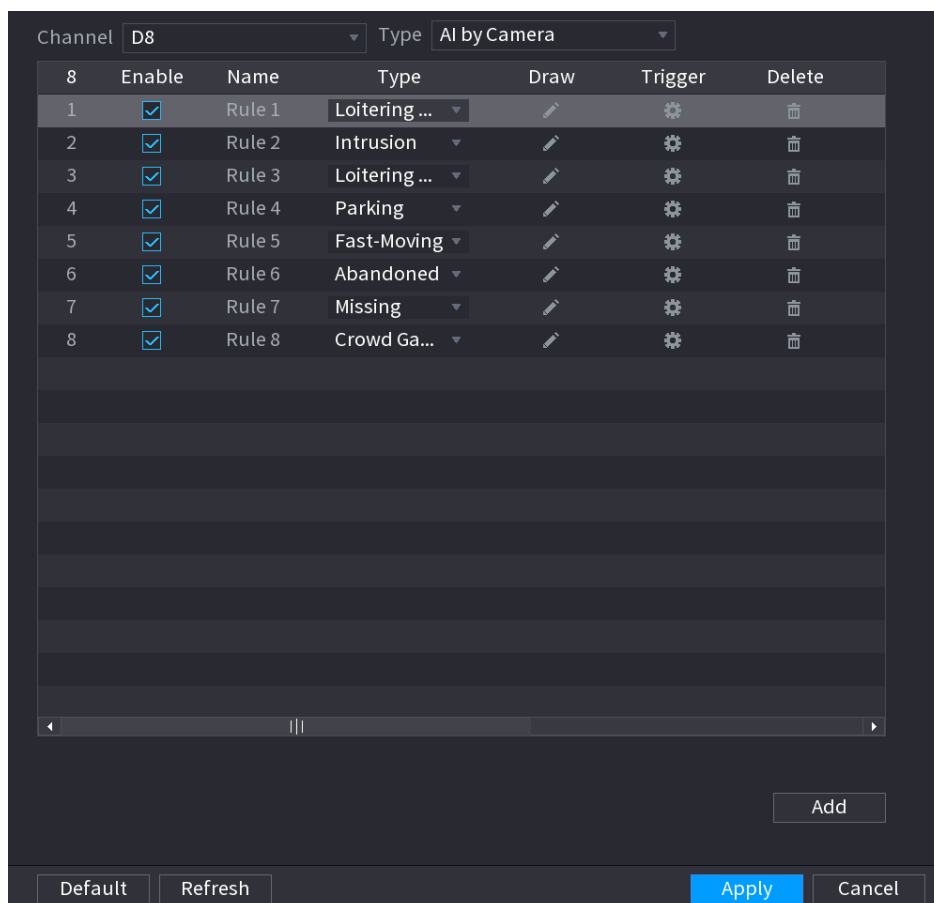 Channel D8 Type AI by Camera
8 Enable Name Type Draw Trigger Delete
1 Rule 1 Loitering ...
2 Rule 2 Intrusion
3 Rule 3 Loitering ...
4 Rule 4 Parking
5 Rule 5 Fast-Moving
6 Rule 6 Abandoned
7 Rule 7 Missing
8 Rule 8 Crowd Ga...
Add
Default Refresh Apply Cancel